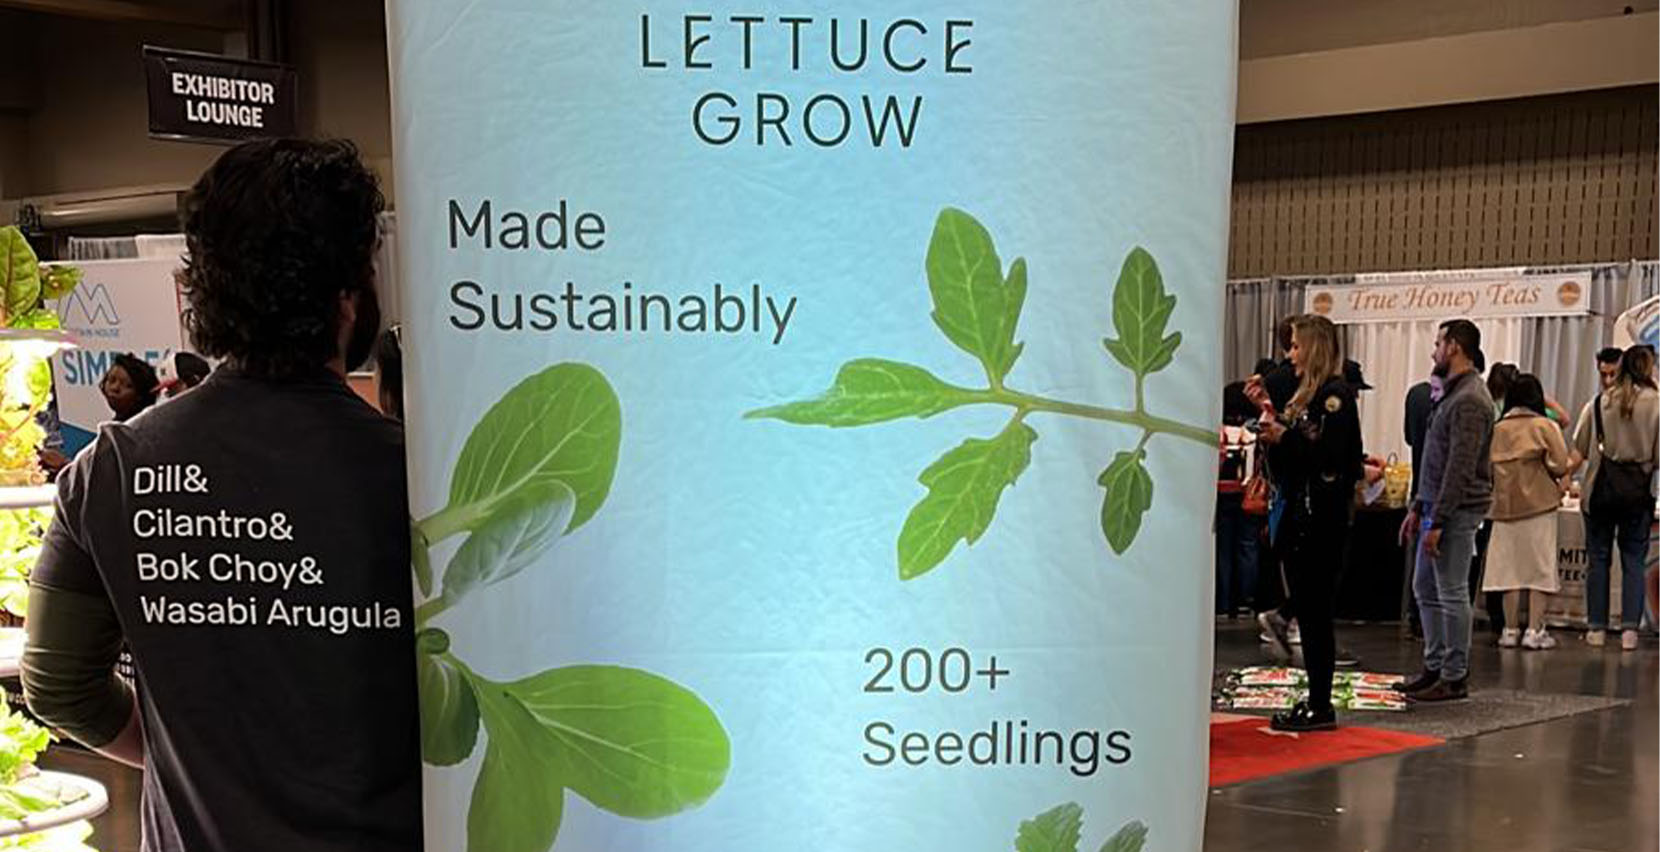 LETTUCE
GROW
EXHIBITOR
LOUNGE
Made
Sustainably
True Honey Teas
Dill&
Cilantro&
Bok Choy&
Wasabi Arugula
200+
Seedlings